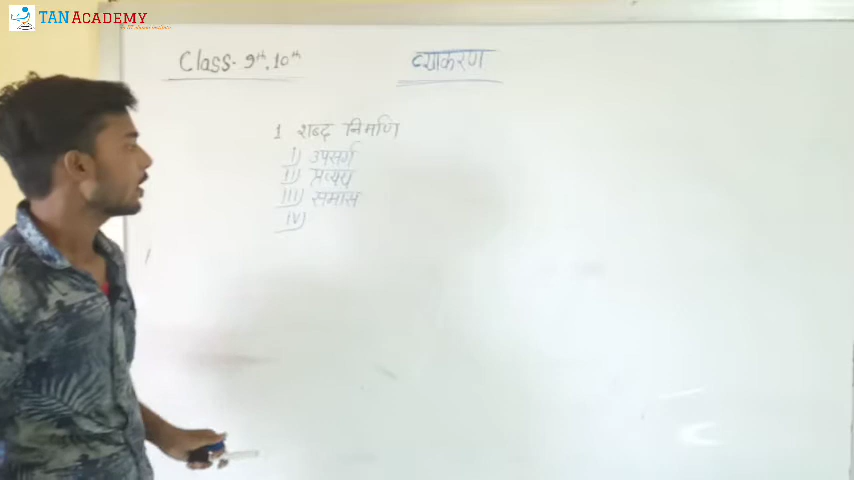 TAN ACADEMY
Class- 9th, 10th
व्याकरण
1 शब्द निर्माण
I) उपसर्ग
II) प्रत्यय
III) समास
IV)